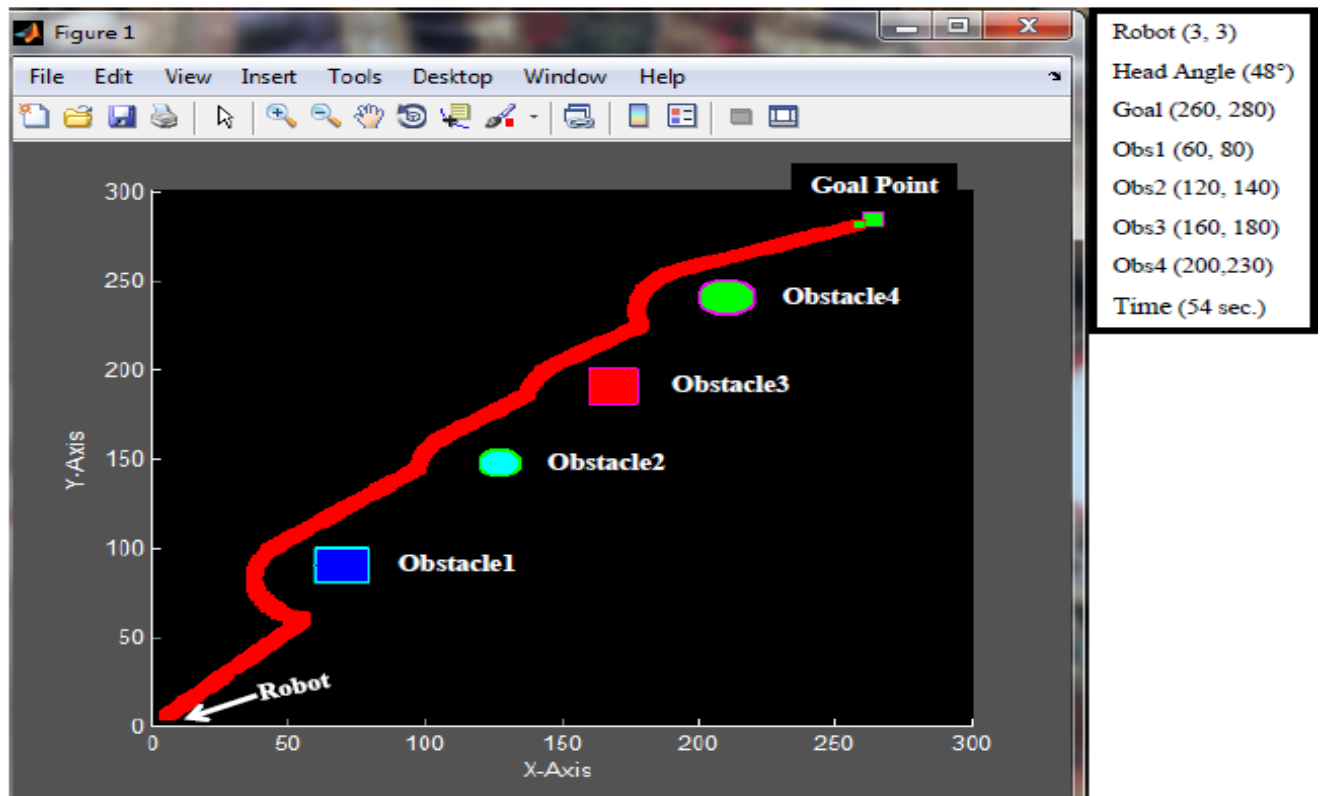 Figure 1
File Edit View Insert Tools Desktop Window Help
Goal Point
300
250
200
150
100
50
0
Y-Axis
Obstacle4
Obstacle3
Obstacle2
Obstacle1
Robot
0 50 100 150 200 250 300
X-Axis
Robot (3, 3)
Head Angle (48°)
Goal (260, 280)
Obs1 (60, 80)
Obs2 (120, 140)
Obs3 (160, 180)
Obs4 (200,230)
Time (54 sec.)